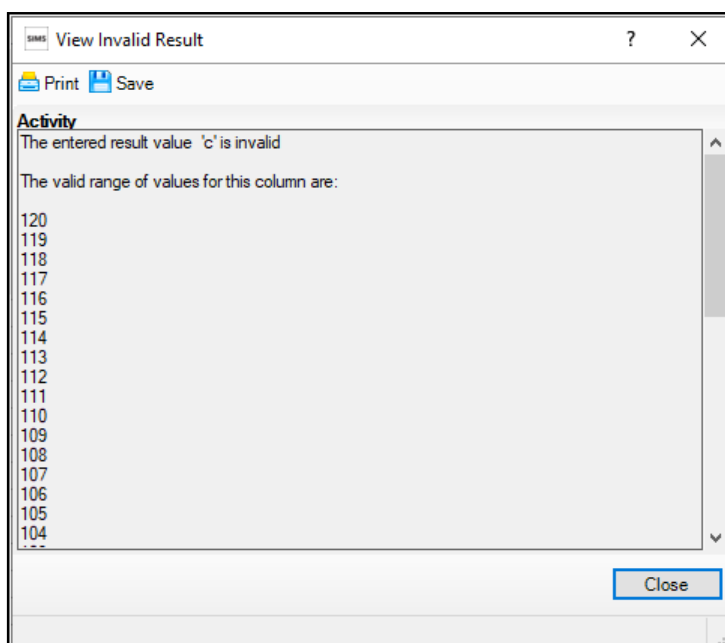 SIMS View Invalid Result ?
Print Save
Activity
The entered result value 'c' is invalid
The valid range of values for this column are:
120
119
118
117
116
115
114
113
112
111
110
109
108
107
106
105
104
Close